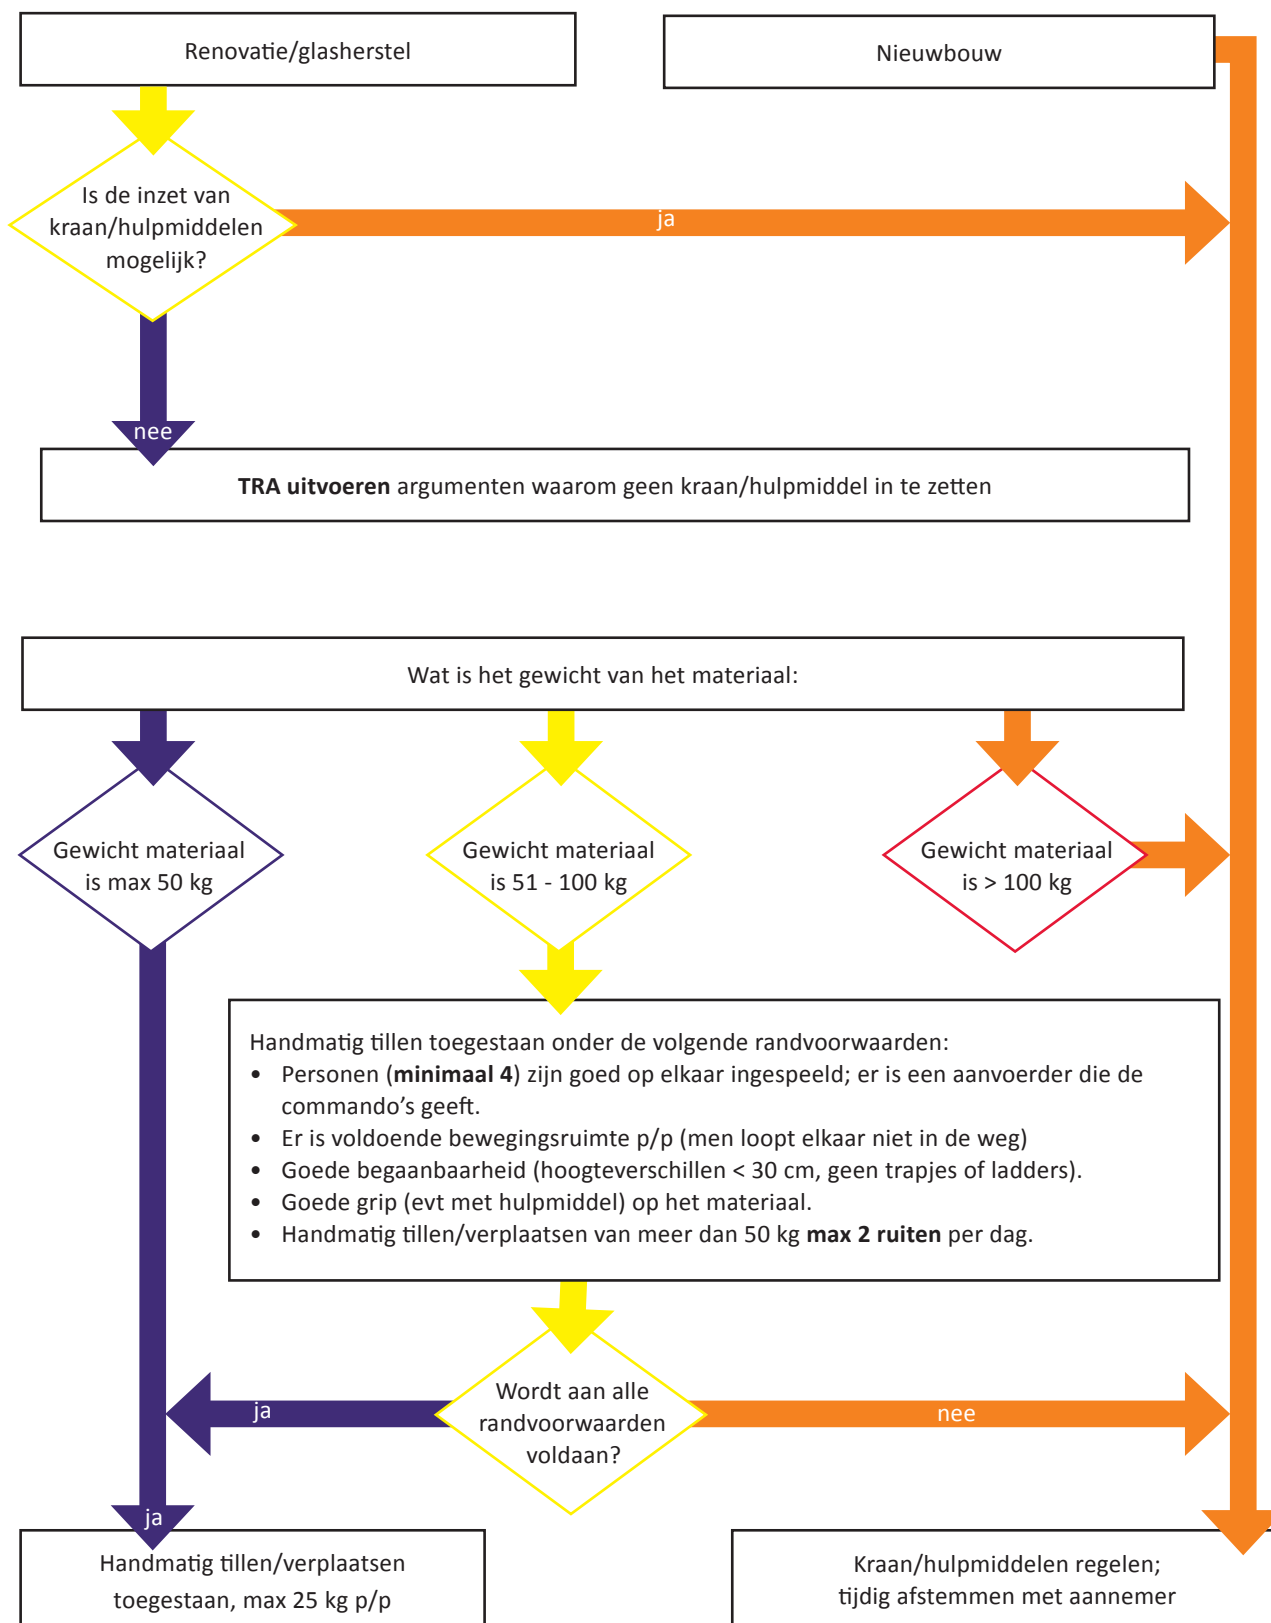 Renovatie/glasherstel
Nieuwbouw
Is de inzet van
kraan/hulpmiddelen
mogelijk?
ja
nee
TRA uitvoeren argumenten waarom geen kraan/hulpmiddel in te zetten
Wat is het gewicht van het materiaal:
Gewicht materiaal
is max 50 kg
Gewicht materiaal
is 51 - 100 kg
Gewicht materiaal
is > 100 kg
Handmatig tillen toegestaan onder de volgende randvoorwaarden:
• Personen (minimaal 4) zijn goed op elkaar ingespeeld; er is een aanvoerder die de
commando's geeft.
• Er is voldoende bewegingsruimte p/p (men loopt elkaar niet in de weg)
• Goede begaanbaarheid (hoogteverschillen < 30 cm, geen trapjes of ladders).
• Goede grip (evt met hulpmiddel) op het materiaal.
• Handmatig tillen/verplaatsen van meer dan 50 kg max 2 ruiten per dag.
Wordt aan alle
randvoorwaarden
voldaan?
ja
nee
ja
Handmatig tillen/verplaatsen
toegestaan, max 25 kg p/p
Kraan/hulpmiddelen regelen;
tijdig afstemmen met aannemer